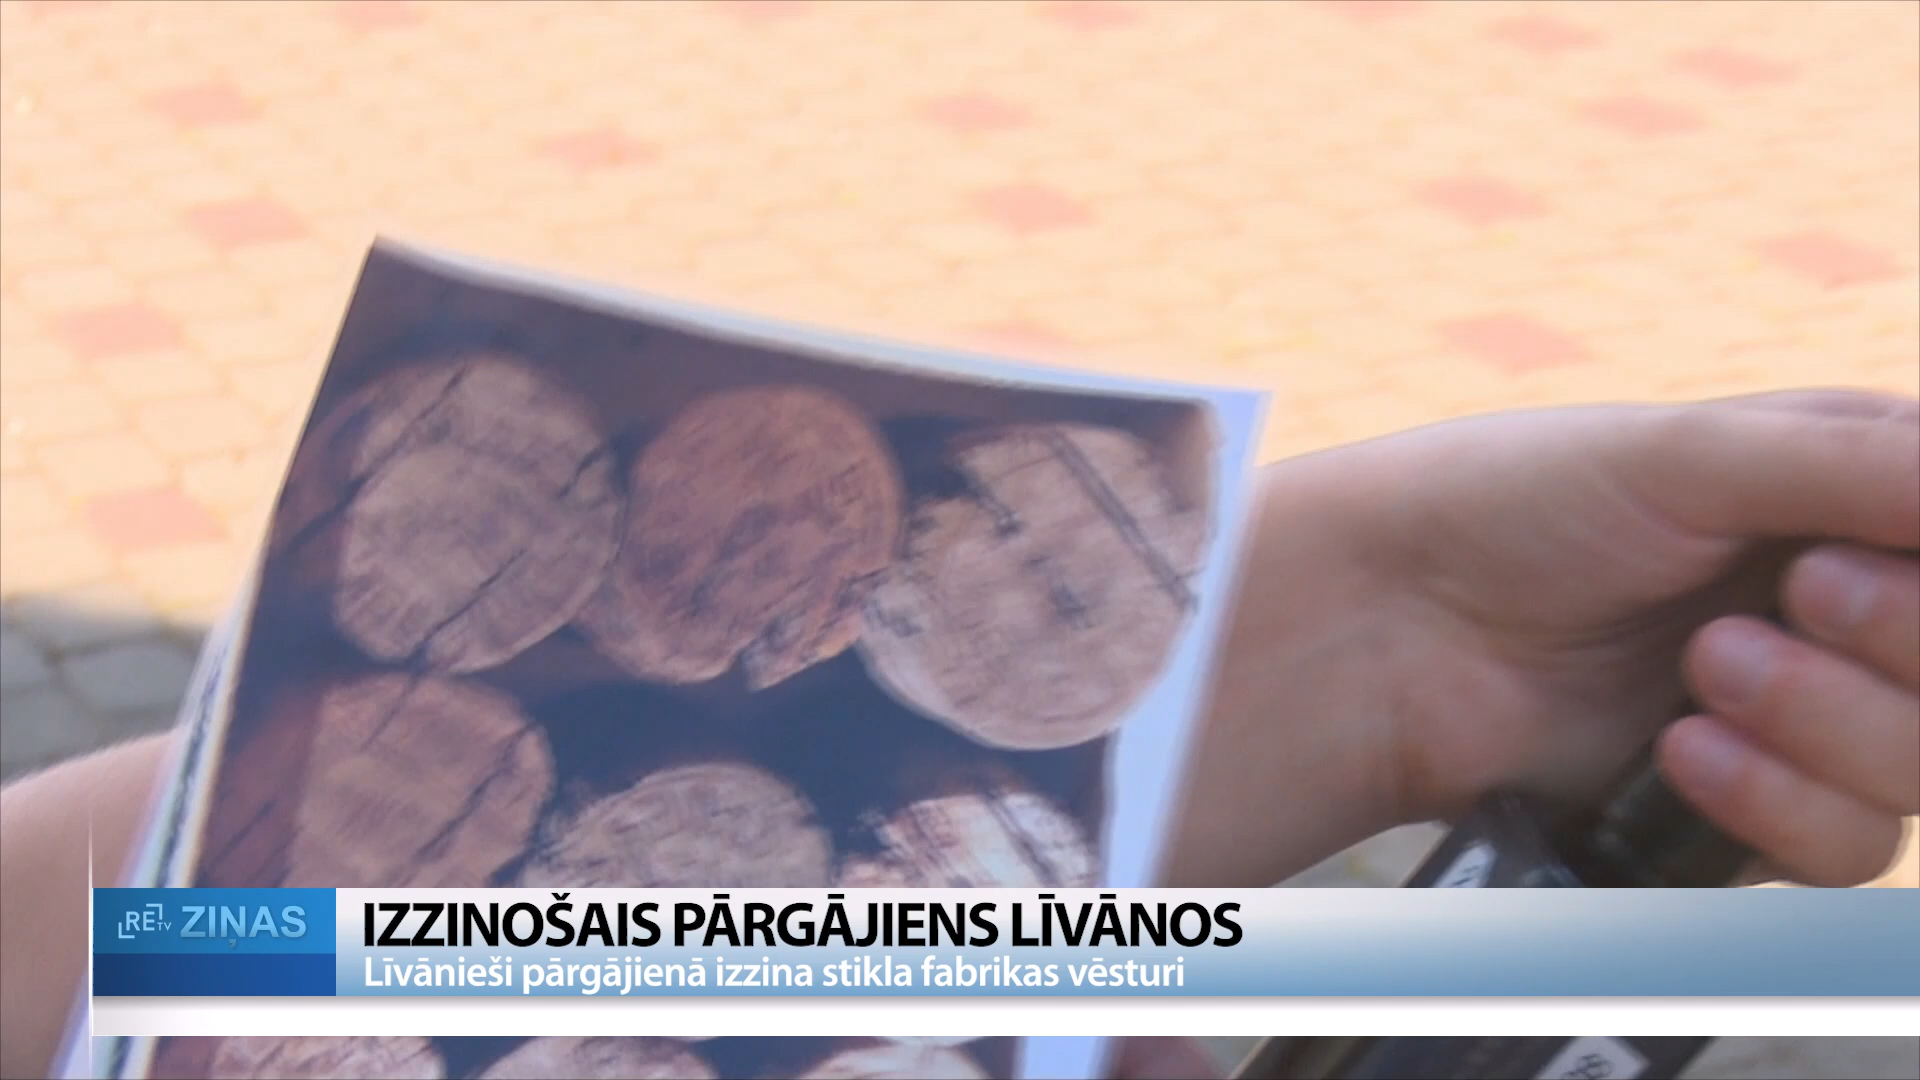 RE TV ZIŅAS
IZZINOŠAIS PĀRGĀJIENS LĪVĀNOS
Līvānieši pārgājienā izzina stikla fabrikas vēsturi